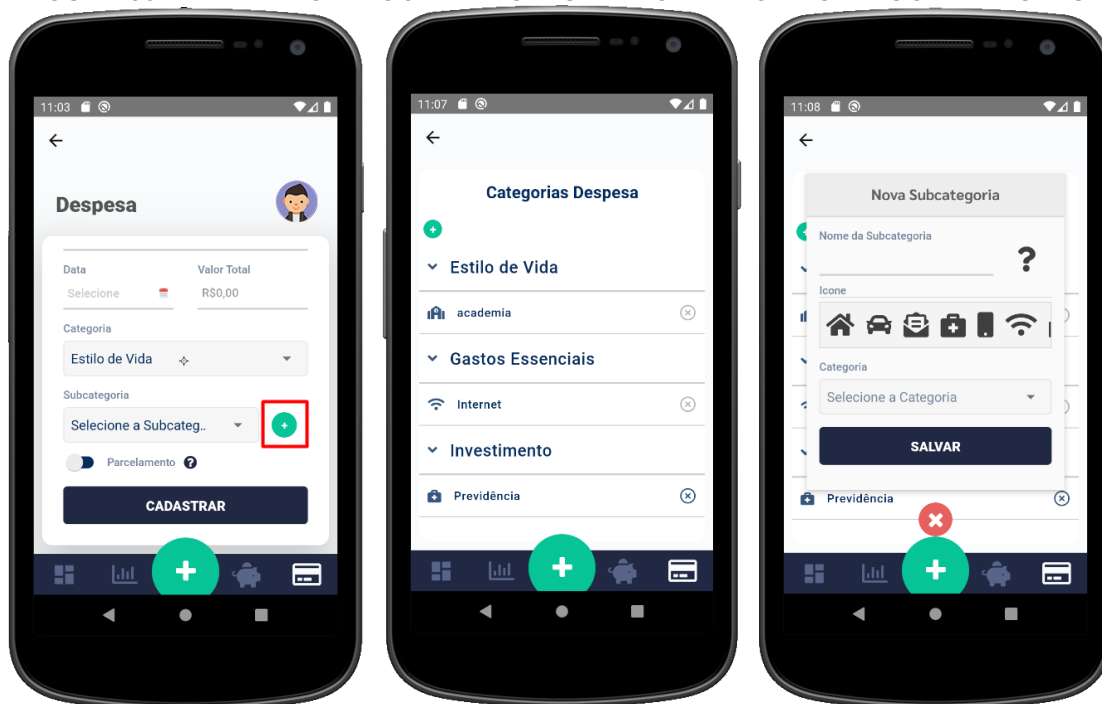 11:03
Despesa
Data Valor Total
Selecione R$0,00
Categoria
Estilo de Vida
Subcategoria
Selecione a Subcateg..
Parcelamento
CADASTRAR
11:07
Categorias Despesa
Estilo de Vida
academia
Gastos Essenciais
Internet
Investimento
Previdência
11:08
Nova Subcategoria
Nome da Subcategoria
?
Icone
Categoria
Selecione a Categoria
SALVAR
Previdência